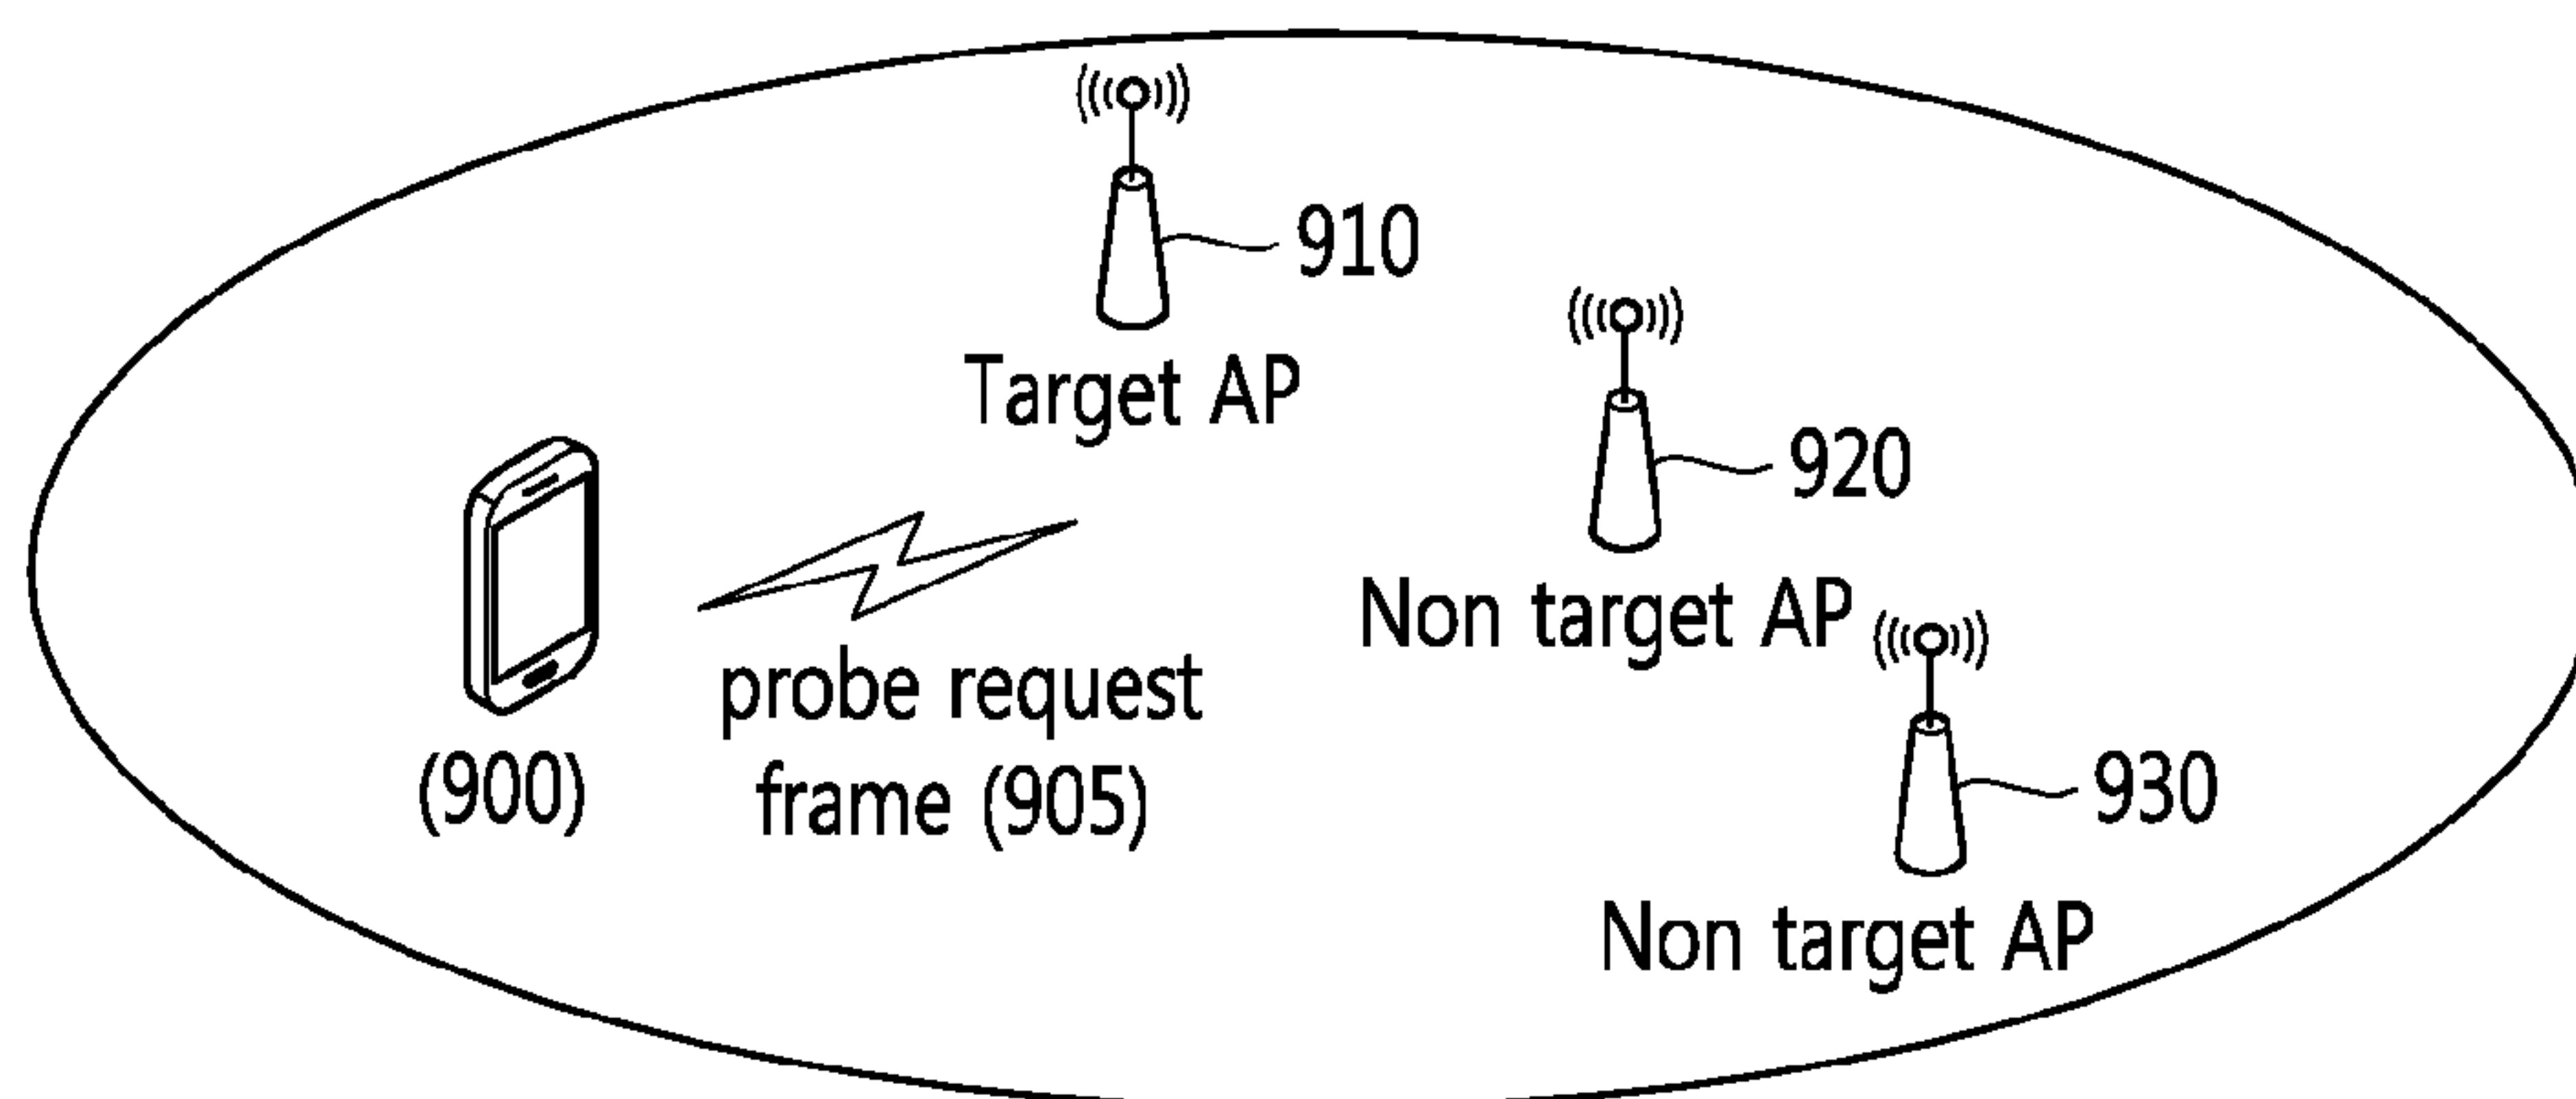 910
Target AP
920
Non target AP
probe request
frame (905)
(900)
930
Non target AP